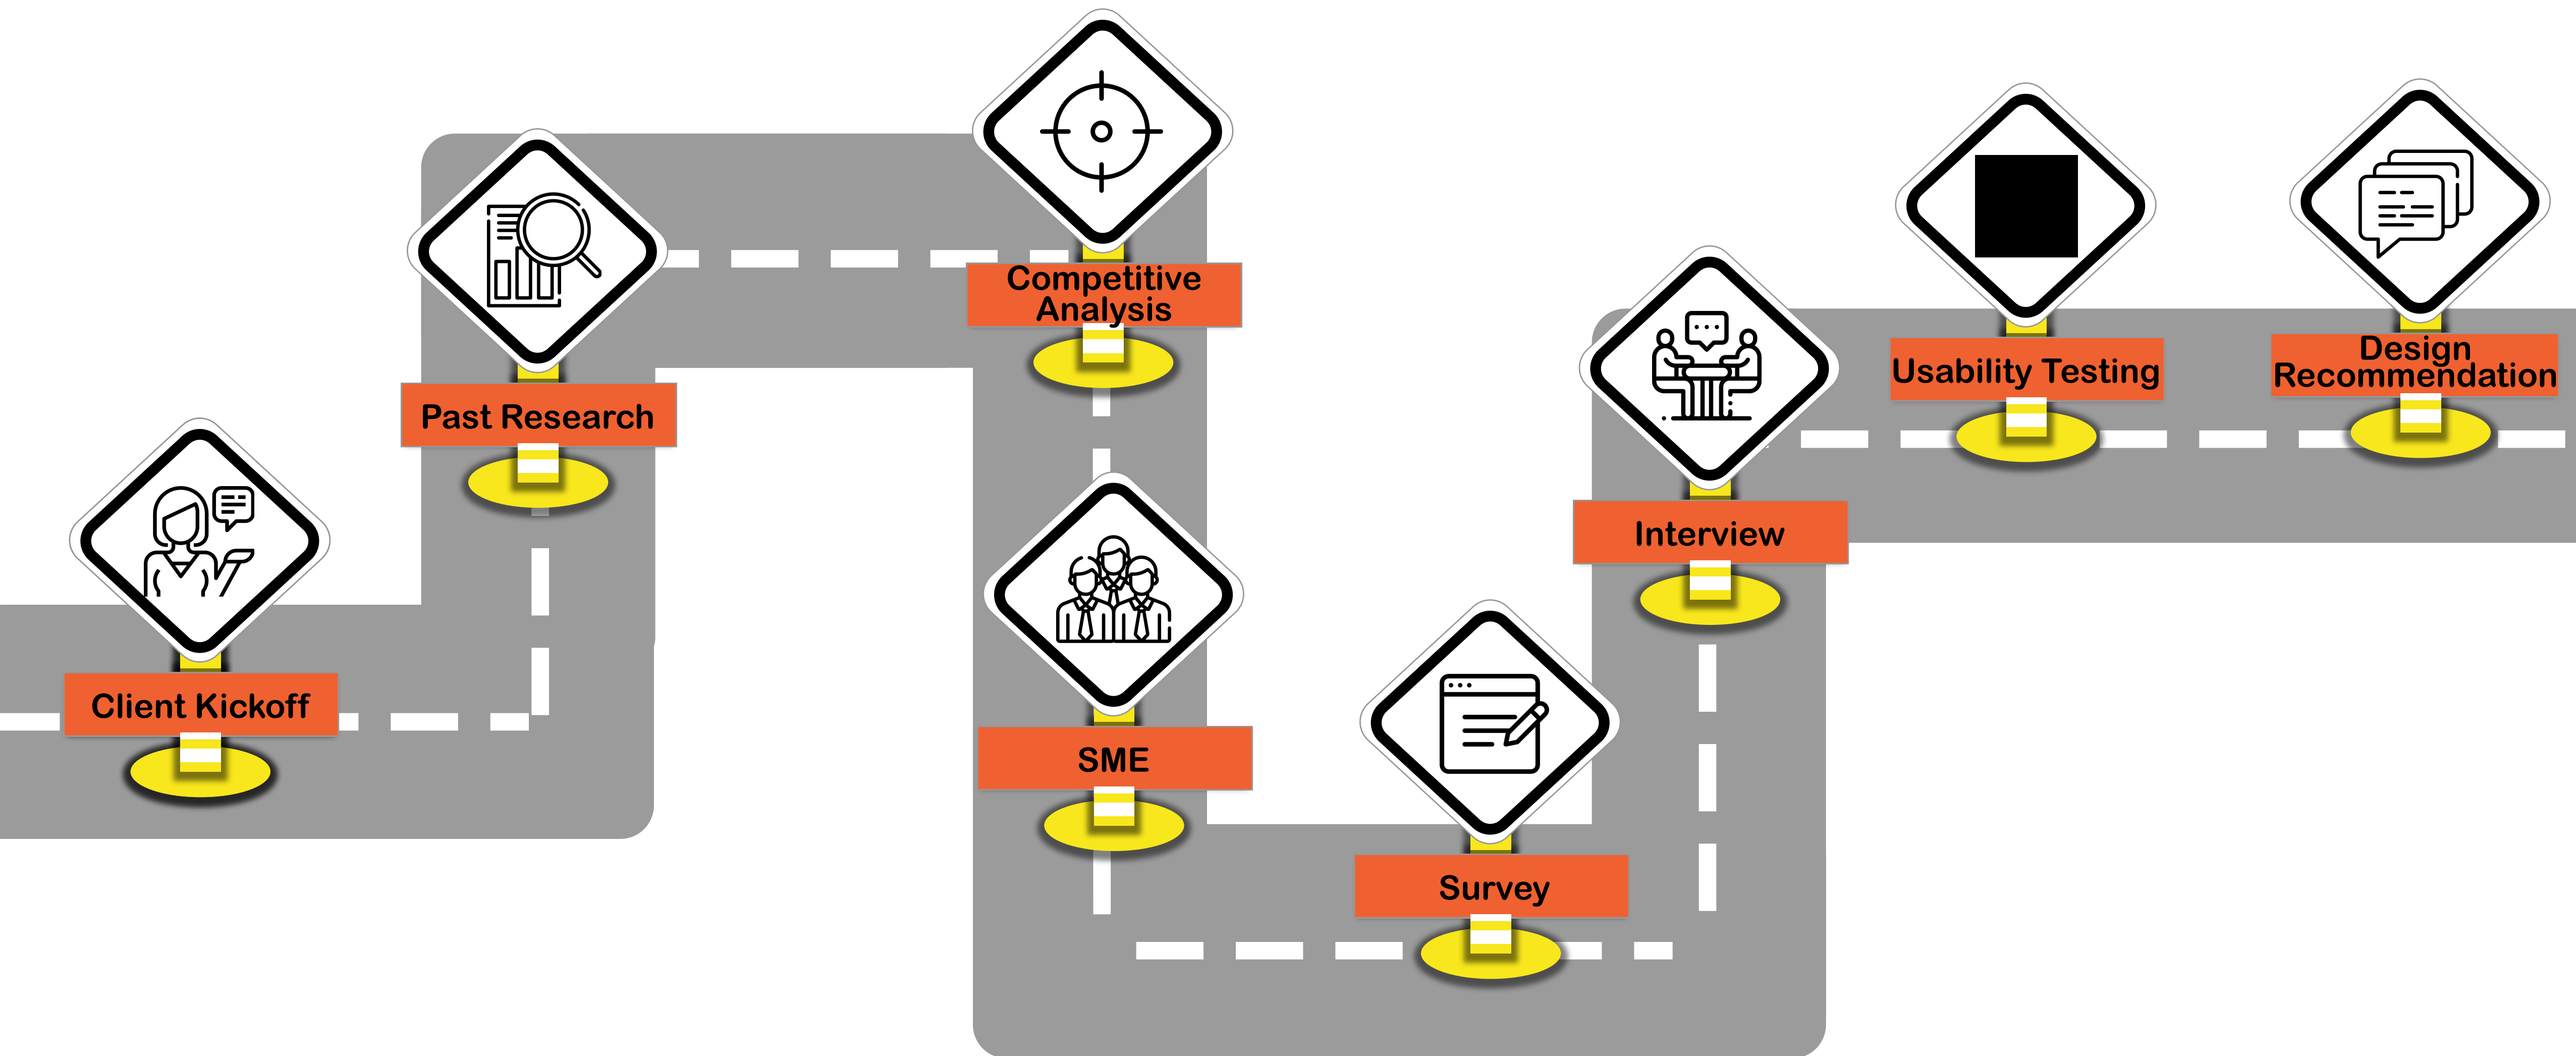 Client Kickoff
Past Research
Competitive
Analysis
SME
Survey
Interview
Usability Testing
Design
Recommendation